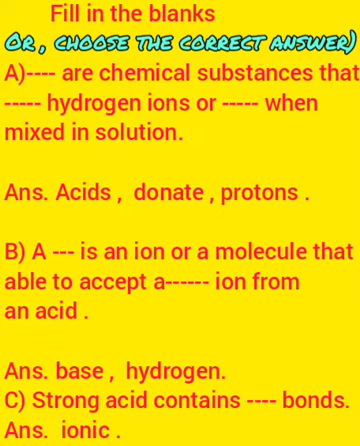 Fill in the blanks
Or , choose the correct answer)
A)---- are chemical substances that
----- hydrogen ions or ----- when
mixed in solution.
Ans. Acids ,  donate , protons .
B) A --- is an ion or a molecule that
able to accept a------ ion from
an acid .
Ans. base ,  hydrogen.
C) Strong acid contains ---- bonds.
Ans.  ionic .